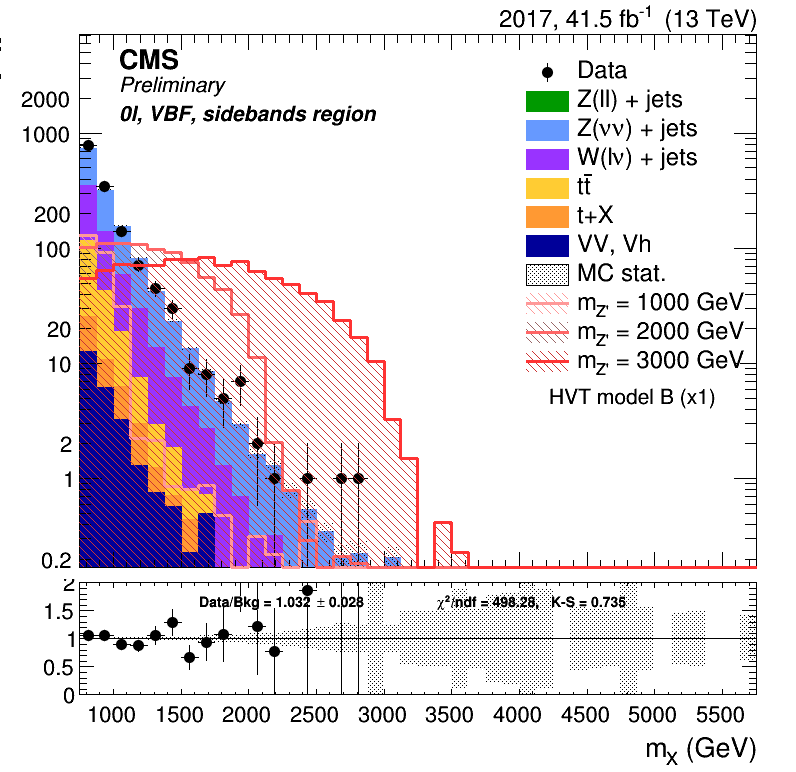 2017, 41.5 fb⁻¹ (13 TeV)
CMS
Preliminary
0l, VBF, sidebands region
Data
Z(ll) + jets
Z(νν) + jets
W(lν) + jets
tt̄
t+X
VV, Vh
MC stat.
m_Z' = 1000 GeV
m_Z' = 2000 GeV
m_Z' = 3000 GeV
HVT model B (x1)
2000
1000
200
100
20
10
2
1
0.2
Data/Bkg = 1.032 ± 0.028 χ²/ndf = 498.28, K-S = 0.735
2
1.5
1
0.5
0
1000 1500 2000 2500 3000 3500 4000 4500 5000 5500
m_X (GeV)